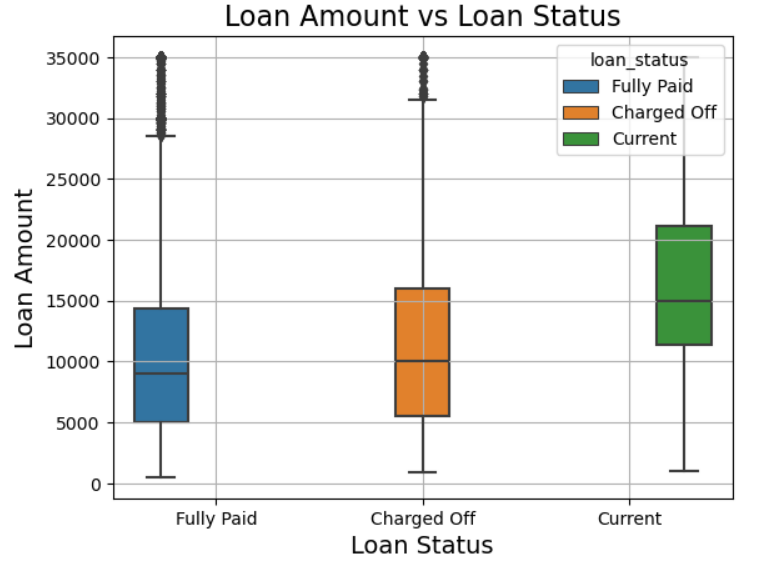 Loan Amount vs Loan Status
loan_status
Fully Paid
Charged Off
Current
35000
30000
25000
20000
15000
10000
5000
0
Loan Amount
Fully Paid
Charged Off
Current
Loan Status